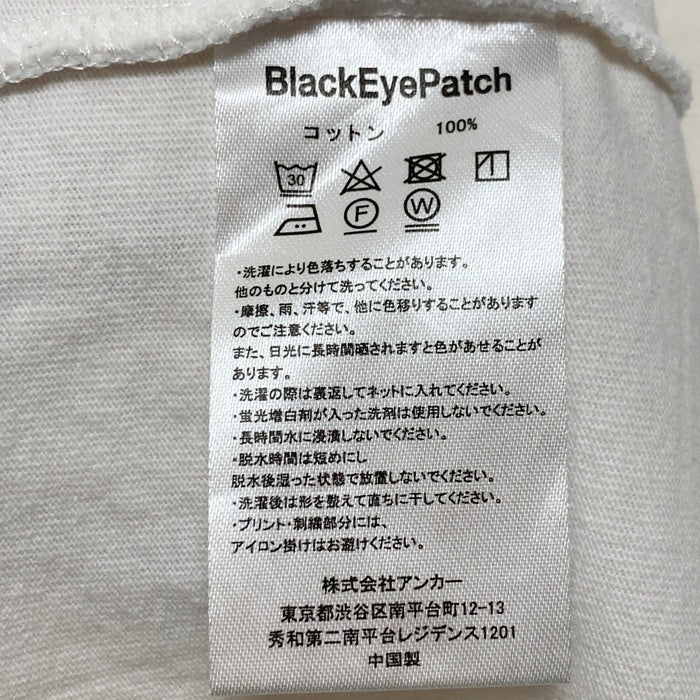 BlackEyePatch
コットン 100%
30
F W
・洗濯により色落ちすることがあります。
他のものと分けて洗ってください。
・摩擦、雨、汗等で、他に色移りすることがあります
のでご注意ください。
また、日光に長時間晒されますと色があせることが
あります。
・洗濯の際は裏返してネットに入れてください。
・蛍光増白剤が入った洗剤は使用しないでください。
・長時間水に浸漬しないでください。
・脱水時間は短めにし
脱水後湿った状態で放置しないでください。
・洗濯後は形を整えて直ちに干してください。
・プリント・刺繍部分には、
アイロン掛けはお避けください。
株式会社アンカー
東京都渋谷区南平台町12-13
秀和第二南平台レジデンス1201
中国製